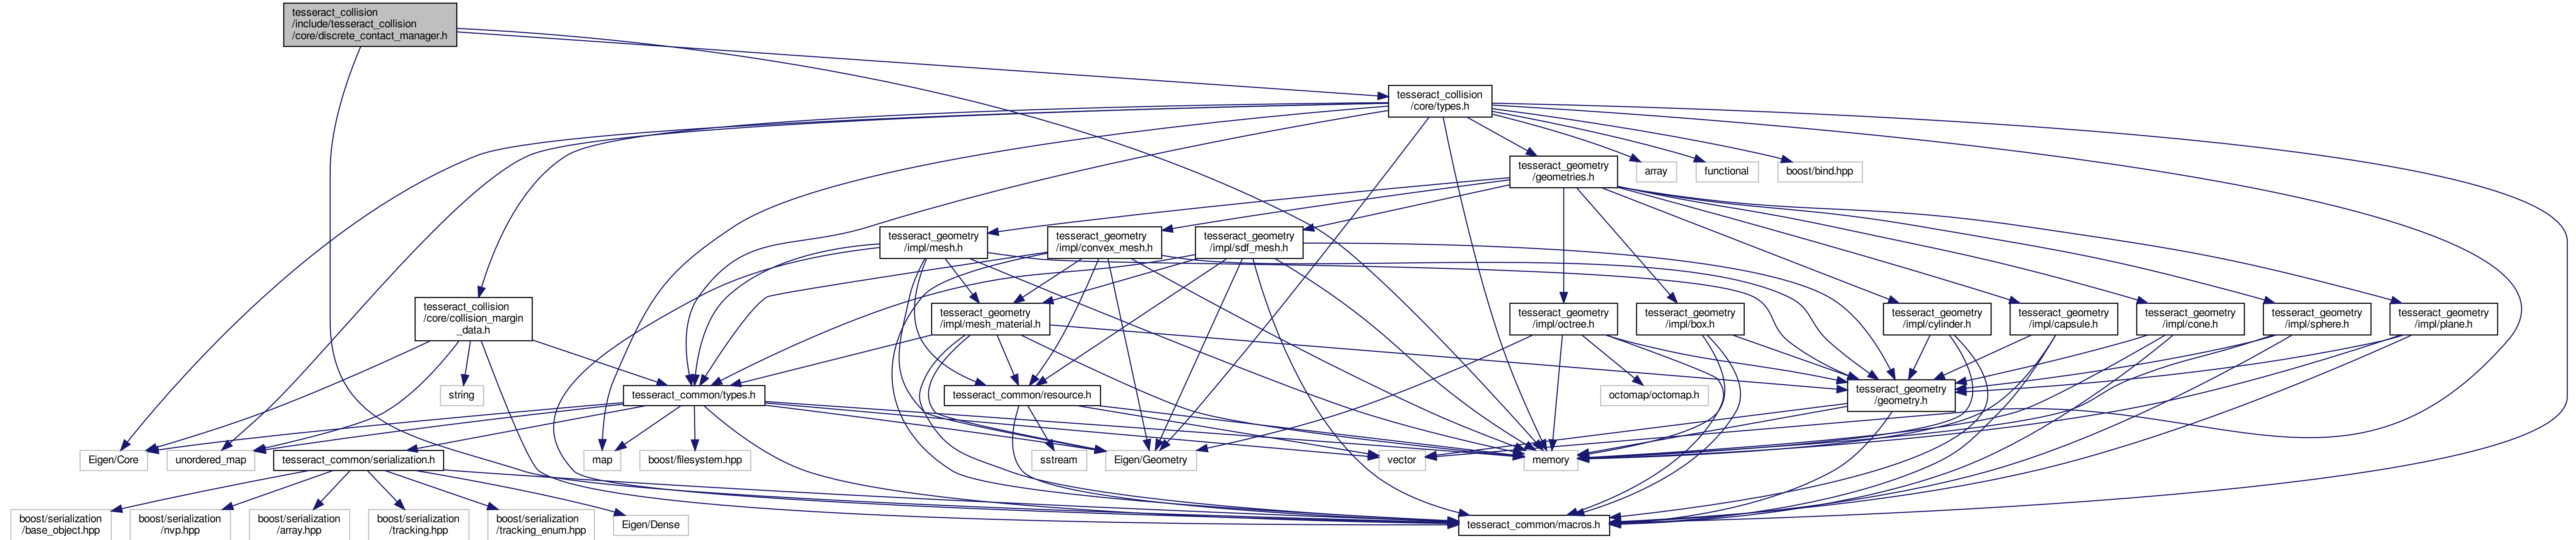 tesseract_collision
/include/tesseract_collision
/core/discrete_contact_manager.h
tesseract_collision
/core/types.h
tesseract_geometry
/geometries.h
array
functional
boost/bind.hpp
tesseract_geometry
/impl/mesh.h
tesseract_geometry
/impl/convex_mesh.h
tesseract_geometry
/impl/sdf_mesh.h
tesseract_collision
/core/collision_margin
_data.h
tesseract_geometry
/impl/mesh_material.h
tesseract_geometry
/impl/octree.h
tesseract_geometry
/impl/box.h
tesseract_geometry
/impl/cylinder.h
tesseract_geometry
/impl/capsule.h
tesseract_geometry
/impl/cone.h
tesseract_geometry
/impl/sphere.h
tesseract_geometry
/impl/plane.h
string
tesseract_common/types.h
tesseract_common/resource.h
octomap/octomap.h
tesseract_geometry
/geometry.h
Eigen/Core
unordered_map
tesseract_common/serialization.h
map
boost/filesystem.hpp
sstream
Eigen/Geometry
vector
memory
boost/serialization
/base_object.hpp
boost/serialization
/nvp.hpp
boost/serialization
/array.hpp
boost/serialization
/tracking.hpp
boost/serialization
/tracking_enum.hpp
Eigen/Dense
tesseract_common/macros.h